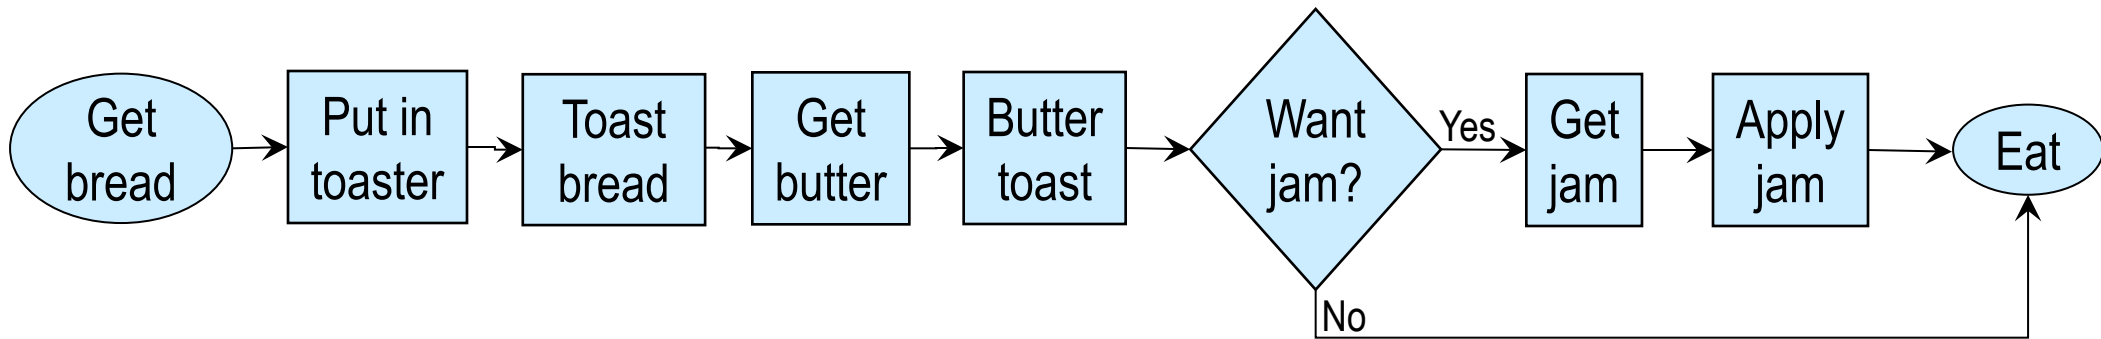 Get
bread
Put in
toaster
Toast
bread
Get
butter
Butter
toast
Want
jam?
Yes
No
Get
jam
Apply
jam
Eat